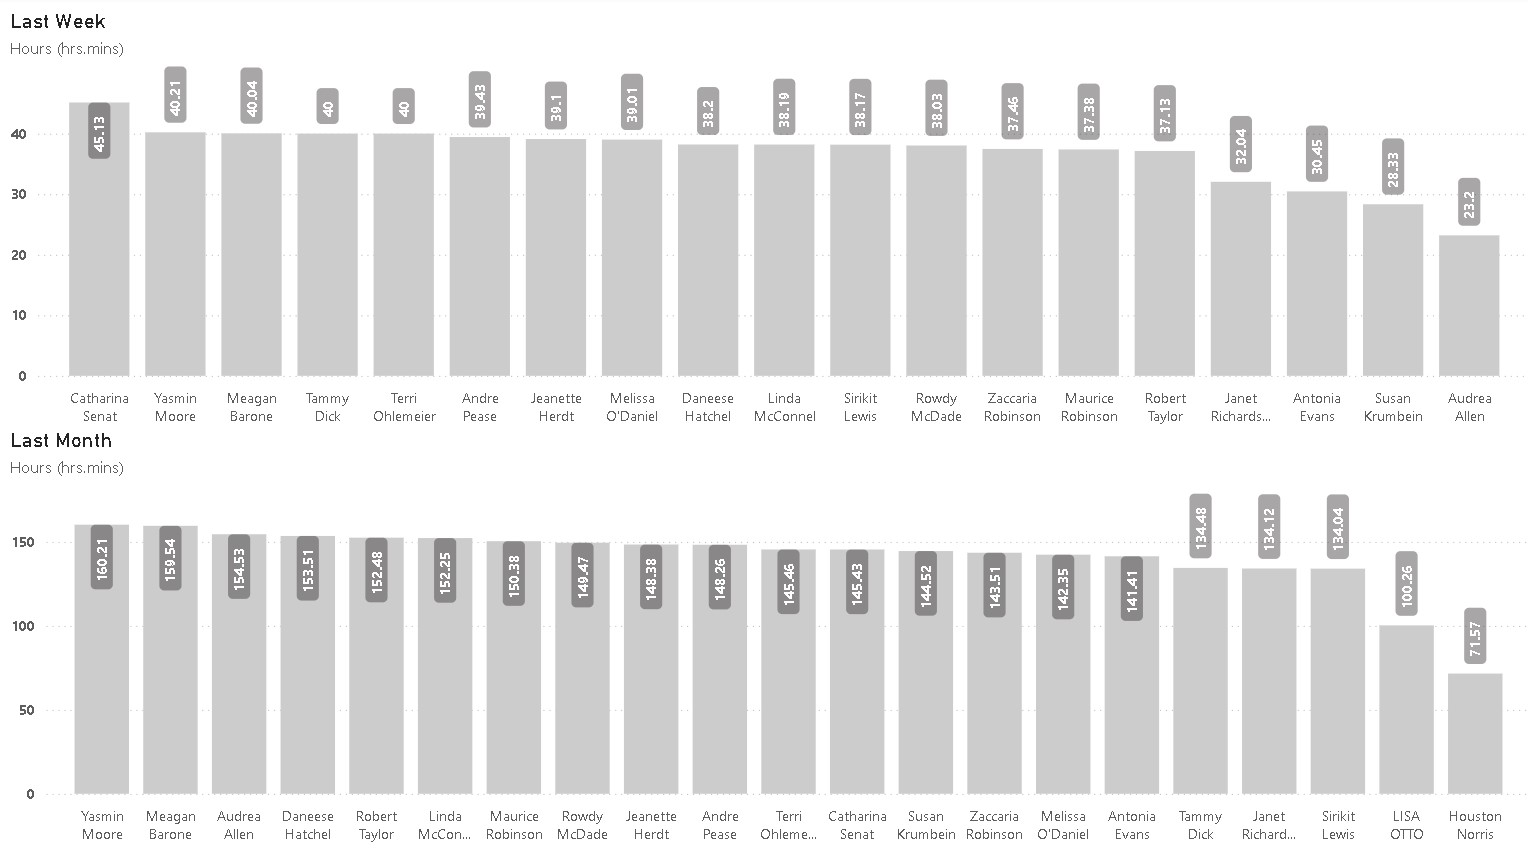 Last Week
Hours (hrs.mins)
45.13 40.21 40.04 40 40 39.43 39.1 39.01 38.2 38.19 38.17 38.03 37.46 37.38 37.13 32.04 30.45 28.33 23.2
40
30
20
10
0
Catharina Yasmin Meagan Tammy Terri Andre Jeanette Melissa Daneese Linda Sirikit Rowdy Zaccaria Maurice Robert Janet Antonia Susan Audrea
Senat Moore Barone Dick Ohlemeier Pease Herdt O'Daniel Hatchel McConnel Lewis McDade Robinson Robinson Taylor Richards... Evans Krumbein Allen
Last Month
Hours (hrs.mins)
160.21 159.54 154.53 153.51 152.48 152.25 150.38 149.47 148.38 148.26 145.46 145.43 144.52 143.51 142.35 141.41 134.48 134.12 134.04 100.26 71.57
150
100
50
0
Yasmin Meagan Audrea Daneese Robert Linda Maurice Rowdy Jeanette Andre Terri Catharina Susan Zaccaria Melissa Antonia Tammy Janet Sirikit LISA Houston
Moore Barone Allen Hatchel Taylor McCon... Robinson McDade Herdt Pease Ohleme... Senat Krumbein Robinson O'Daniel Evans Dick Richard... Lewis OTTO Norris